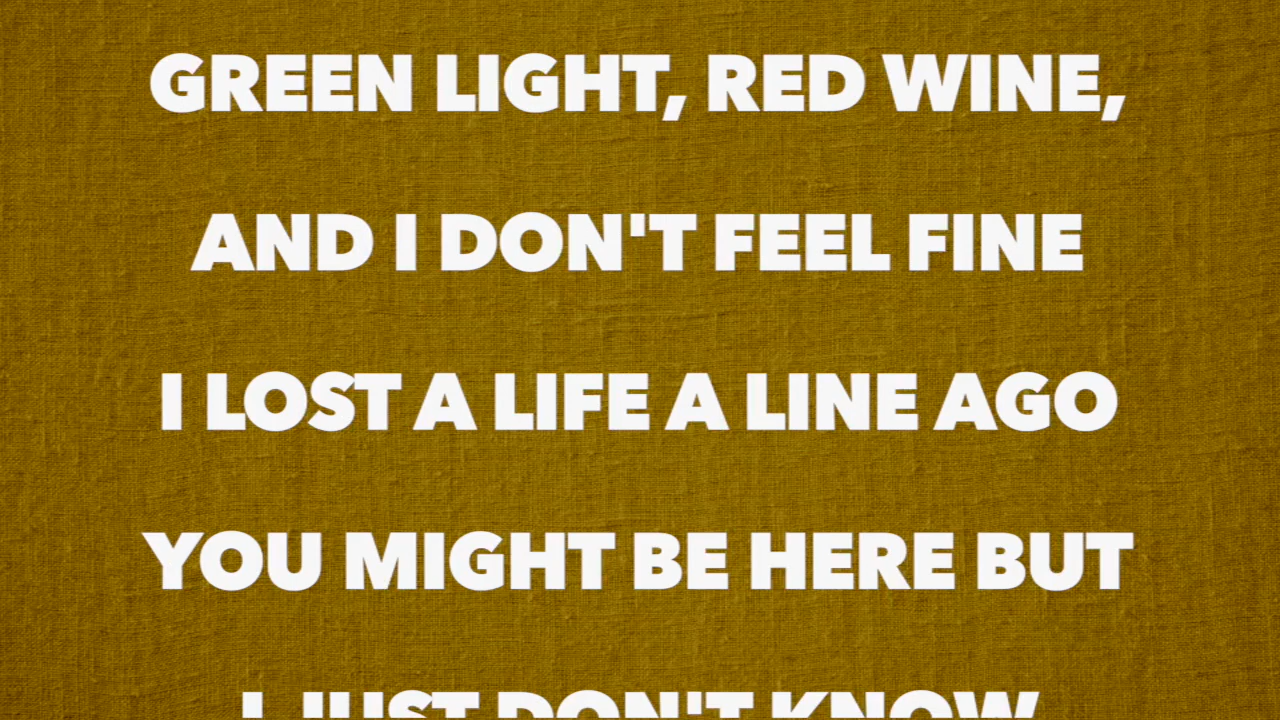 GREEN LIGHT, RED WINE,
AND I DON'T FEEL FINE
I LOST A LIFE A LINE AGO
YOU MIGHT BE HERE BUT
I JUST DON'T KNOW